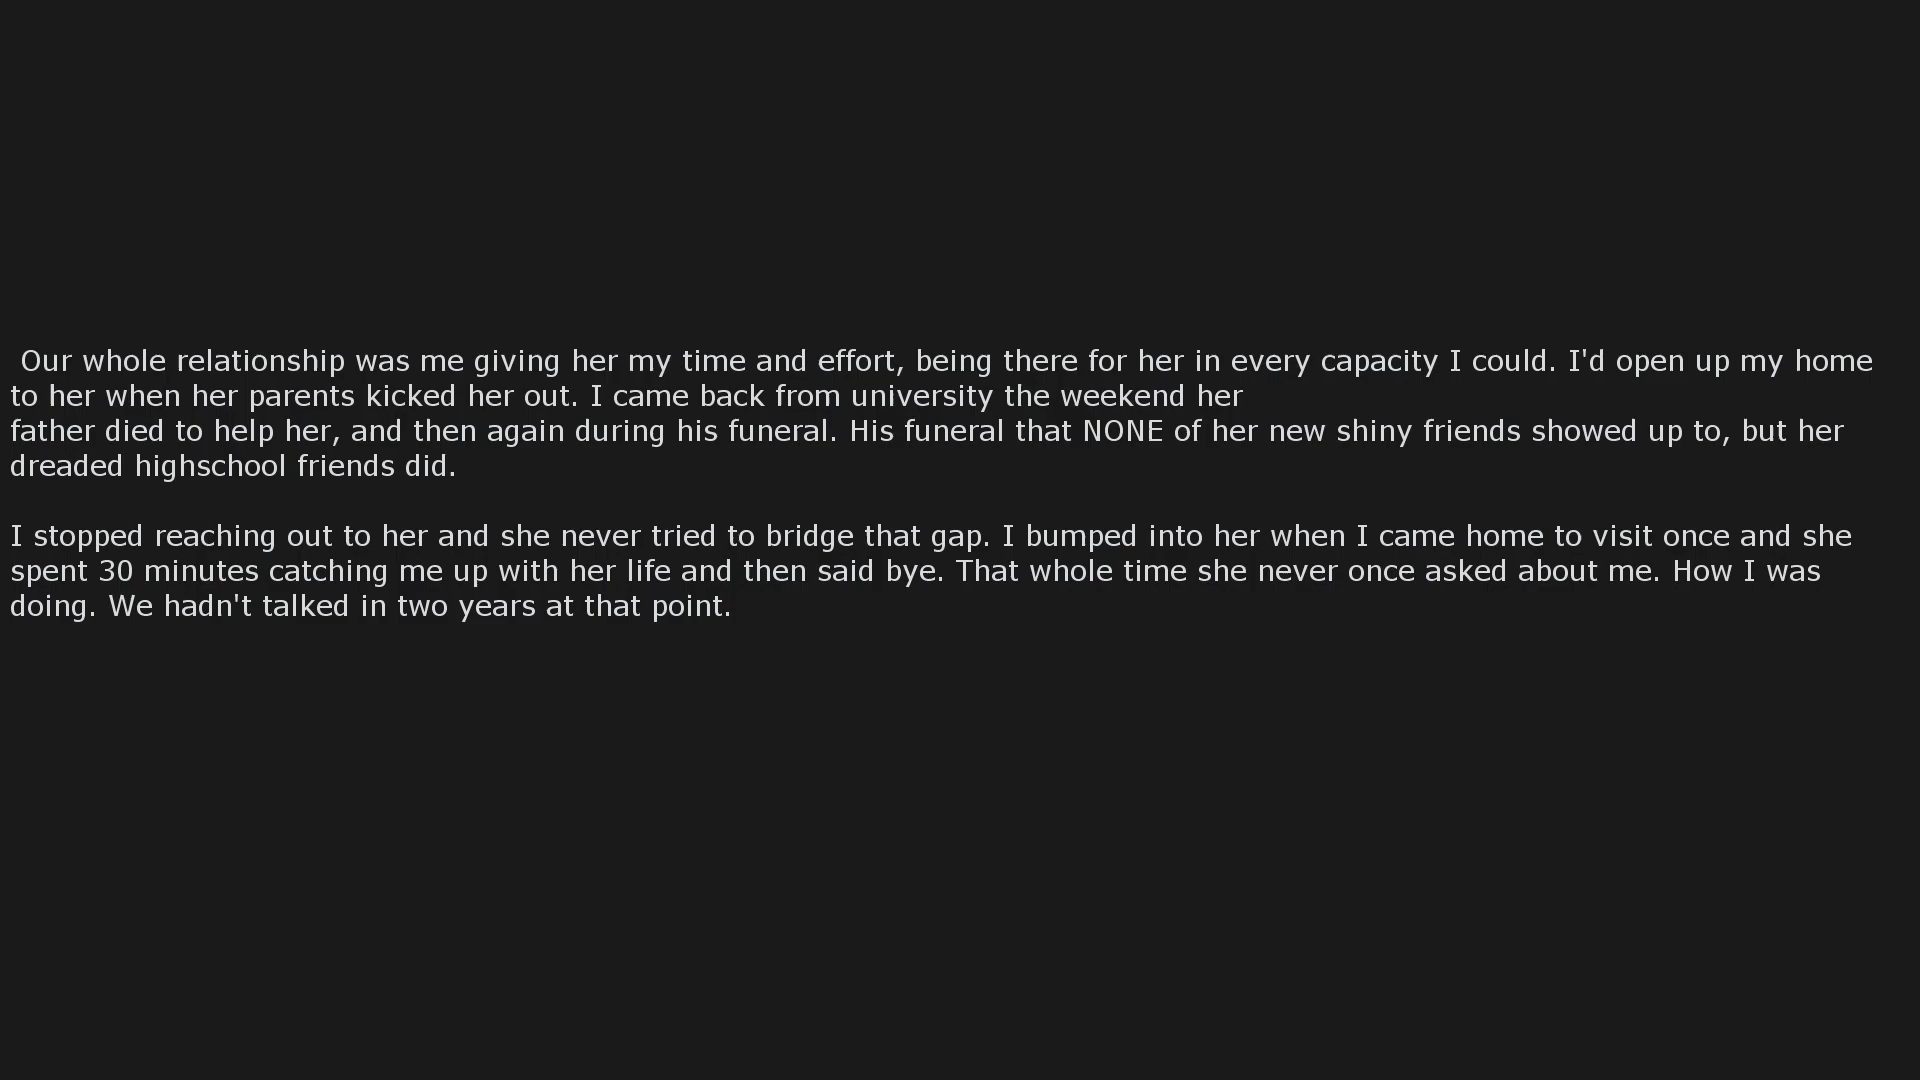 Our whole relationship was me giving her my time and effort, being there for her in every capacity I could. I'd open up my home
to her when her parents kicked her out. I came back from university the weekend her
father died to help her, and then again during his funeral. His funeral that NONE of her new shiny friends showed up to, but her
dreaded highschool friends did.

I stopped reaching out to her and she never tried to bridge that gap. I bumped into her when I came home to visit once and she
spent 30 minutes catching me up with her life and then said bye. That whole time she never once asked about me. How I was
doing. We hadn't talked in two years at that point.